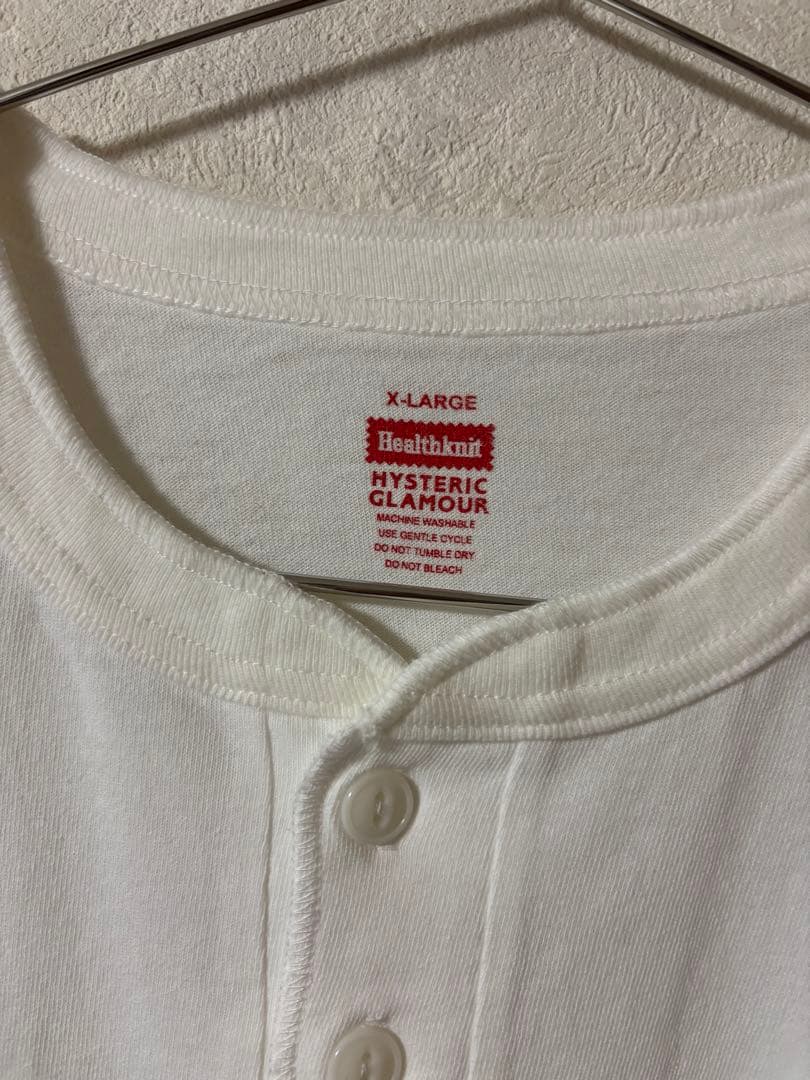 X-LARGE
Healthknit
HYSTERIC
GLAMOUR
MACHINE WASHABLE
USE GENTLE CYCLE
DO NOT TUMBLE DRY
DO NOT BLEACH